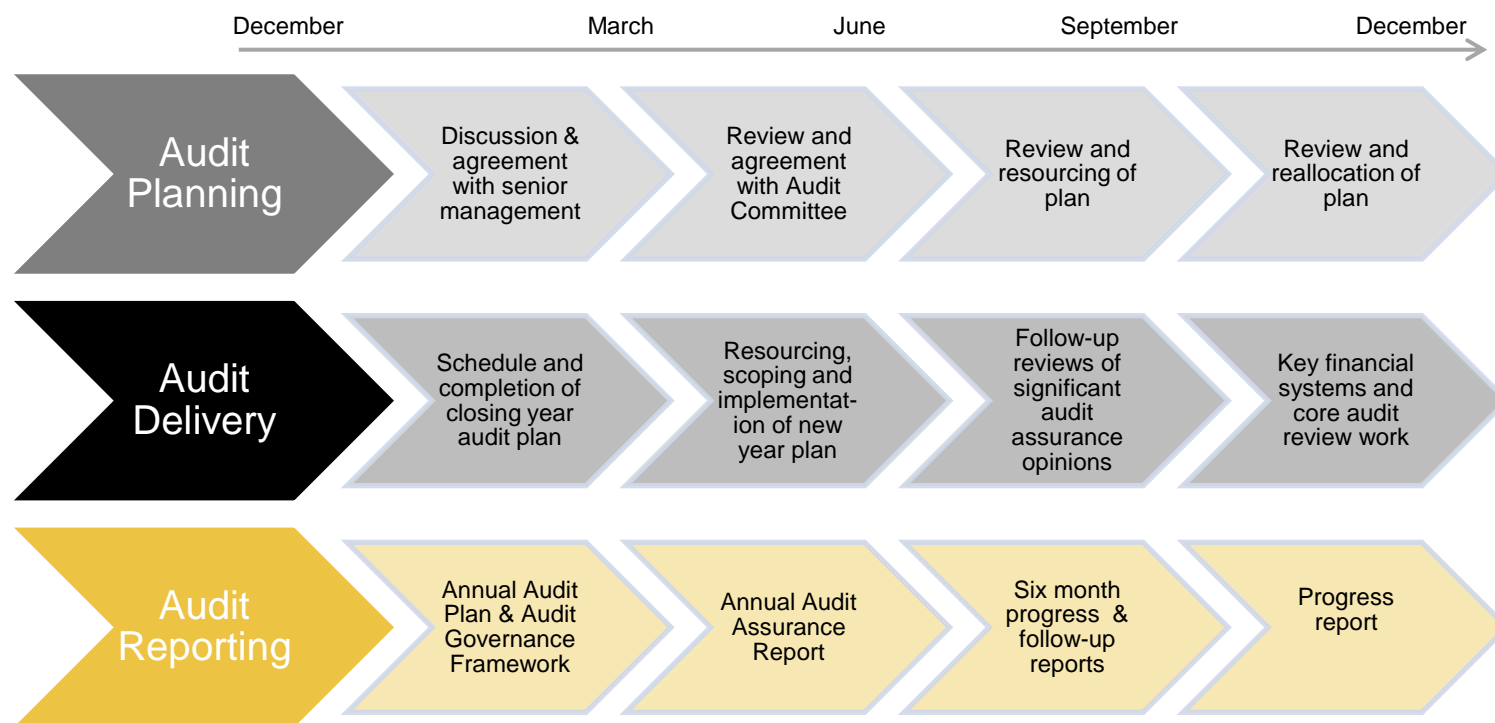 December March June September December
Audit
Planning
Discussion &
agreement
with senior
management
Review and
agreement
with Audit
Committee
Review and
resourcing of
plan
Review and
reallocation of
plan
Audit
Delivery
Schedule and
completion of
closing year
audit plan
Resourcing,
scoping and
implementat-
ion of new
year plan
Follow-up
reviews of
significant
audit
assurance
opinions
Key financial
systems and
core audit
review work
Audit
Reporting
Annual Audit
Plan & Audit
Governance
Framework
Annual Audit
Assurance
Report
Six month
progress &
follow-up
reports
Progress
report